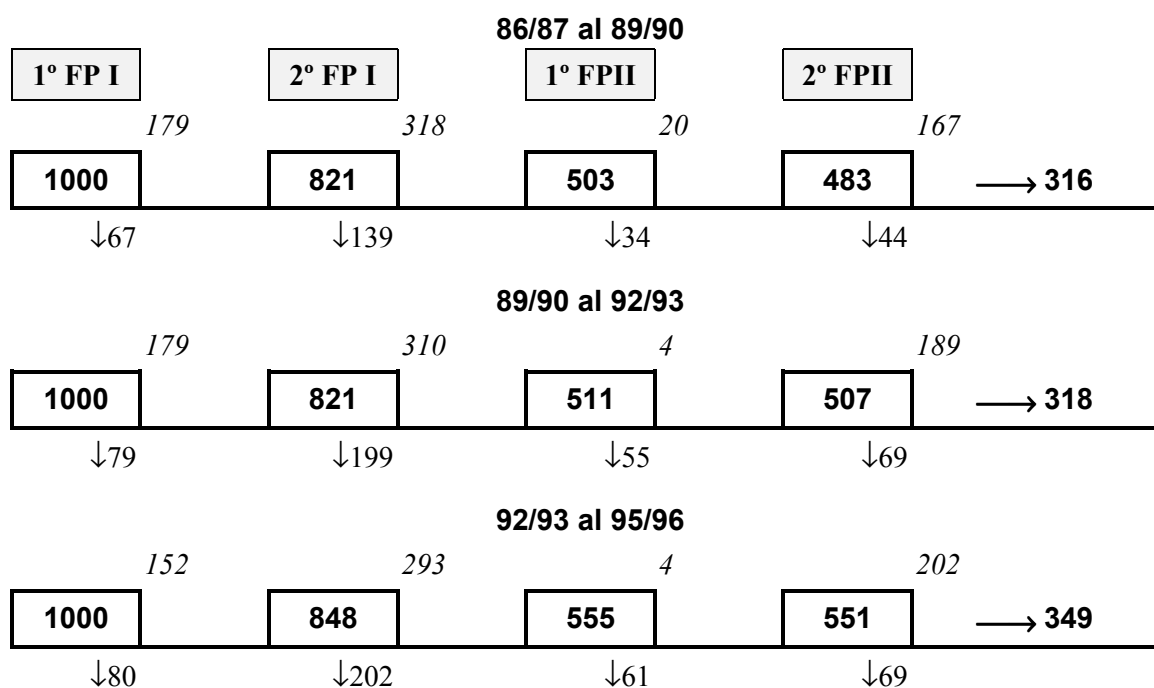 86/87 al 89/90
1º FP I 2º FP I 1º FPII 2º FPII
179 318 20 167
1000 821 503 483 → 316
↓67 ↓139 ↓34 ↓44
89/90 al 92/93
179 310 4 189
1000 821 511 507 → 318
↓79 ↓199 ↓55 ↓69
92/93 al 95/96
152 293 4 202
1000 848 555 551 → 349
↓80 ↓202 ↓61 ↓69